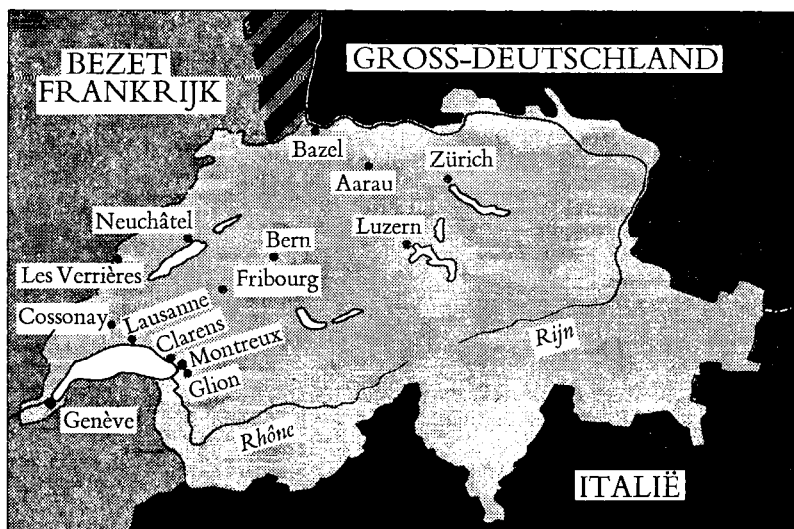 BEZET
FRANKRIJK
GROSS-DEUTSCHLAND
Bazel
Aarau
Zürich
Neuchâtel
Bern
Luzern
Les Verrières
Fribourg
Cossonay
Lausanne
Clarens
Montreux
Glion
Rijn
Genève
Rhône
ITALIË